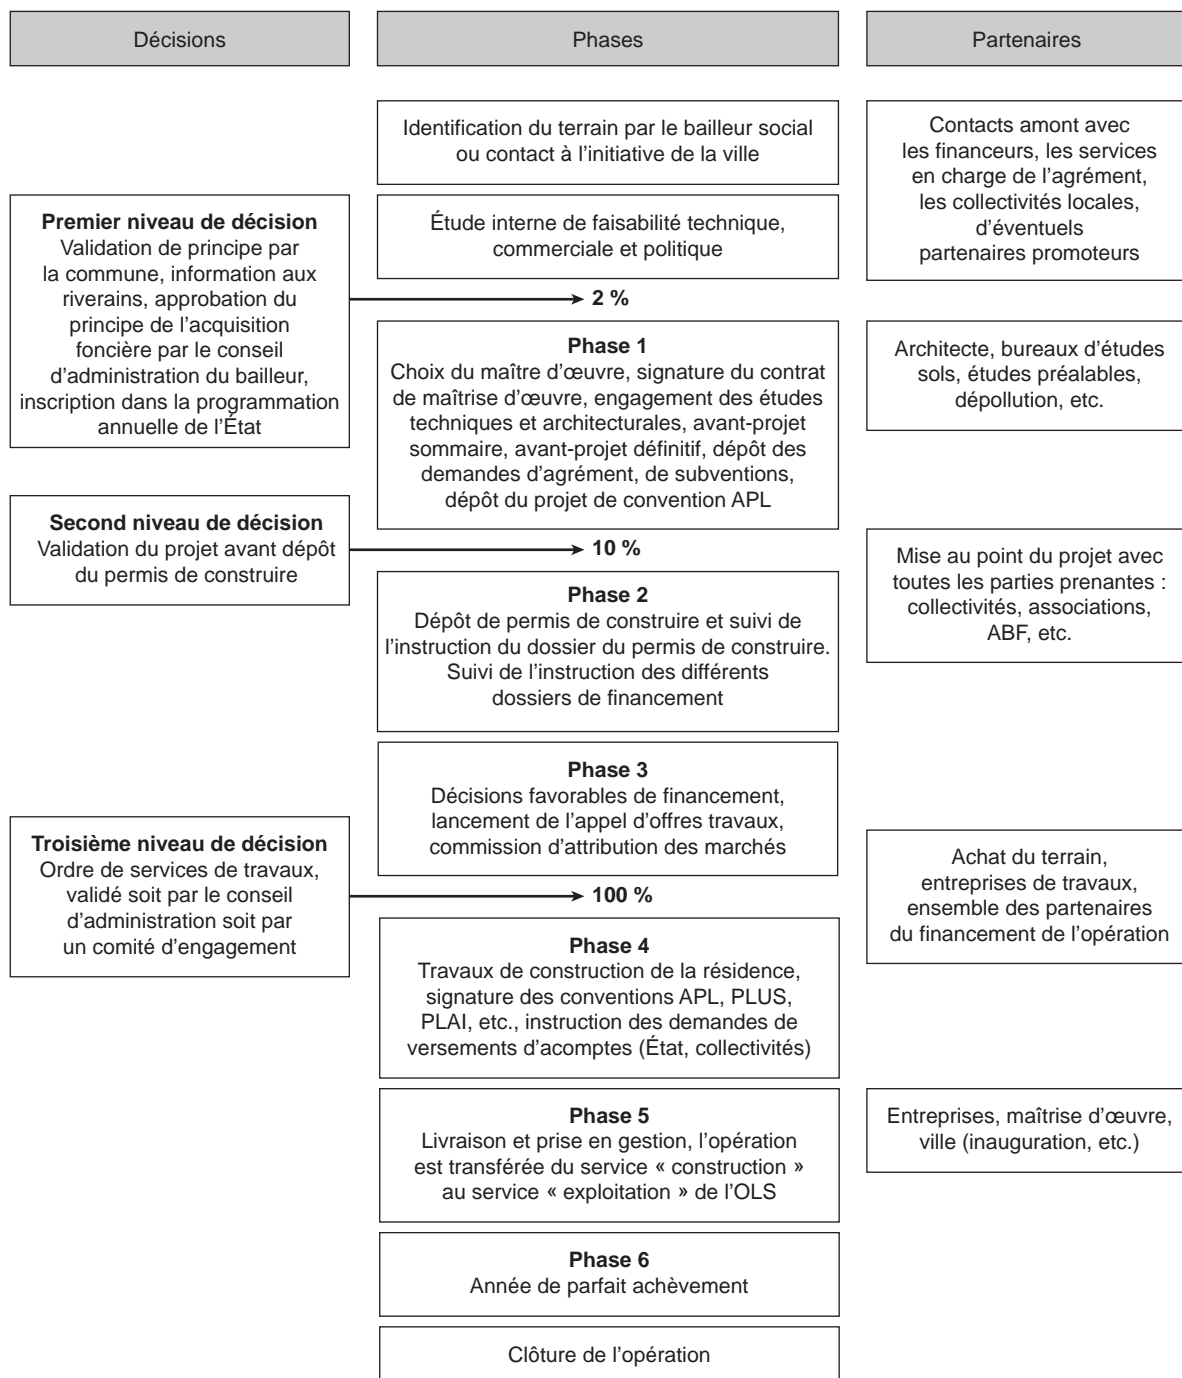 Décisions
Phases
Partenaires
Identification du terrain par le bailleur social
ou contact à l'initiative de la ville
Contacts amont avec
les financeurs, les services
en charge de l'agrément,
les collectivités locales,
d'éventuels
partenaires promoteurs
Premier niveau de décision
Validation de principe par
la commune, information aux
riverains, approbation du
principe de l'acquisition
foncière par le conseil
d'administration du bailleur,
inscription dans la programmation
annuelle de l'État
Étude interne de faisabilité technique,
commerciale et politique
2 %
Phase 1
Choix du maître d'œuvre, signature du contrat
de maîtrise d'œuvre, engagement des études
techniques et architecturales, avant-projet
sommaire, avant-projet définitif, dépôt des
demandes d'agrément, de subventions,
dépôt du projet de convention APL
Architecte, bureaux d'études
sols, études préalables,
dépollution, etc.
Second niveau de décision
Validation du projet avant dépôt
du permis de construire
10 %
Mise au point du projet avec
toutes les parties prenantes :
collectivités, associations,
ABF, etc.
Phase 2
Dépôt de permis de construire et suivi de
l'instruction du dossier du permis de construire.
Suivi de l'instruction des différents
dossiers de financement
Phase 3
Décisions favorables de financement,
lancement de l'appel d'offres travaux,
commission d'attribution des marchés
Troisième niveau de décision
Ordre de services de travaux,
validé soit par le conseil
d'administration soit par
un comité d'engagement
100 %
Achat du terrain,
entreprises de travaux,
ensemble des partenaires
du financement de l'opération
Phase 4
Travaux de construction de la résidence,
signature des conventions APL, PLUS,
PLAI, etc., instruction des demandes de
versements d'acomptes (État, collectivités)
Phase 5
Livraison et prise en gestion, l'opération
est transférée du service « construction »
au service « exploitation » de l'OLS
Entreprises, maîtrise d'œuvre,
ville (inauguration, etc.)
Phase 6
Année de parfait achèvement
Clôture de l'opération